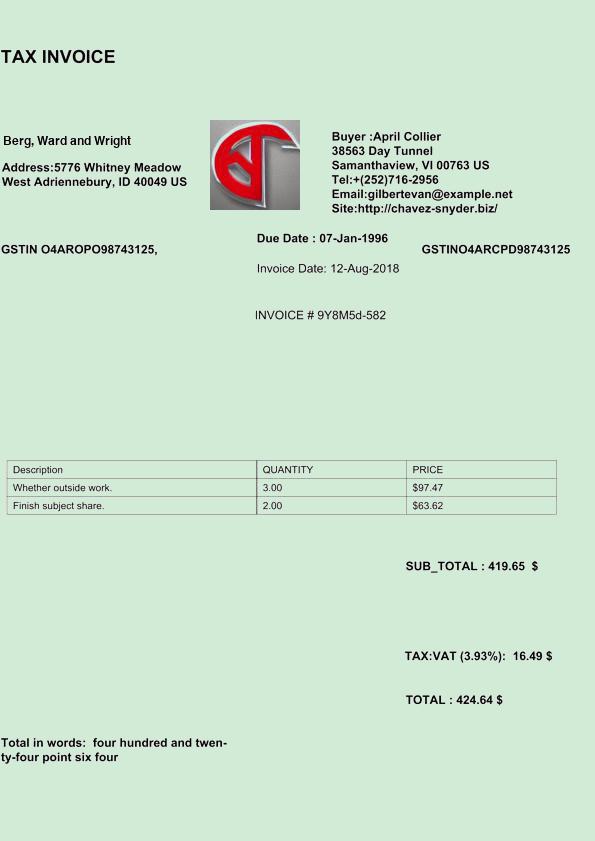 TAX INVOICE
Berg, Ward and Wright
Address:5776 Whitney Meadow
West Adriennebury, ID 40049 US
Buyer :April Collier
38563 Day Tunnel
Samanthaview, VI 00763 US
Tel:+(252)716-2956
Email:gilbertevan@example.net
Site:http://chavez-snyder.biz/
Due Date : 07-Jan-1996
GSTIN O4AROPO98743125,
GSTINO4ARCPD98743125
Invoice Date: 12-Aug-2018
INVOICE # 9Y8M5d-582
Description QUANTITY PRICE
Whether outside work. 3.00 $97.47
Finish subject share. 2.00 $63.62
SUB_TOTAL : 419.65 $
TAX:VAT (3.93%): 16.49 $
TOTAL : 424.64 $
Total in words: four hundred and twen-
ty-four point six four